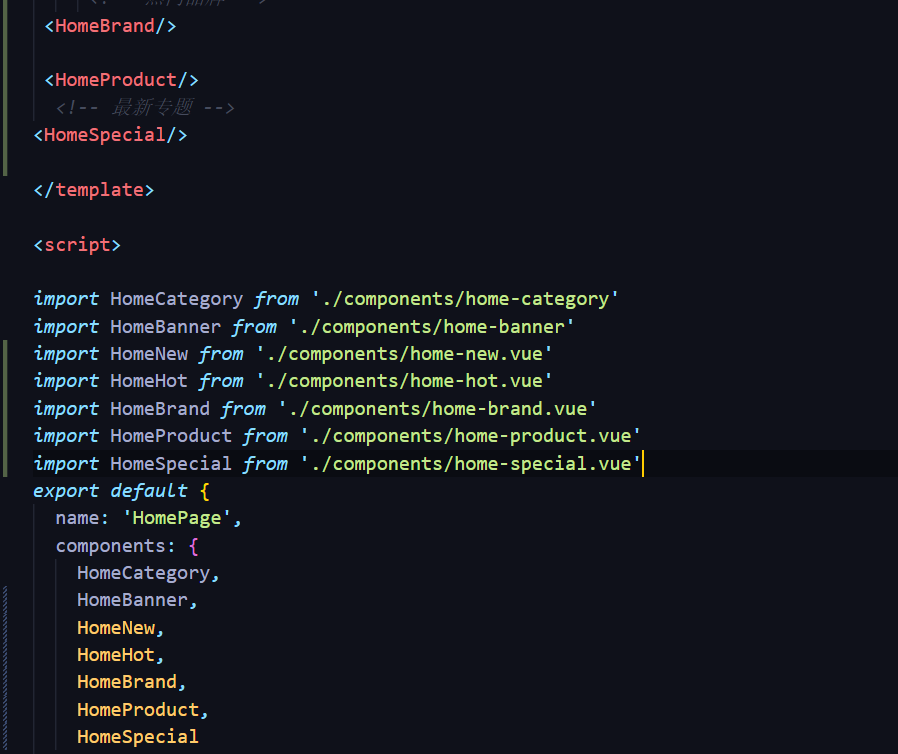 <HomeBrand/>
<HomeProduct/>
<!-- 最新专题 -->
<HomeSpecial/>
</template>
<script>
import HomeCategory from './components/home-category'
import HomeBanner from './components/home-banner'
import HomeNew from './components/home-new.vue'
import HomeHot from './components/home-hot.vue'
import HomeBrand from './components/home-brand.vue'
import HomeProduct from './components/home-product.vue'
import HomeSpecial from './components/home-special.vue'
export default {
name: 'HomePage',
components: {
HomeCategory,
HomeBanner,
HomeNew,
HomeHot,
HomeBrand,
HomeProduct,
HomeSpecial